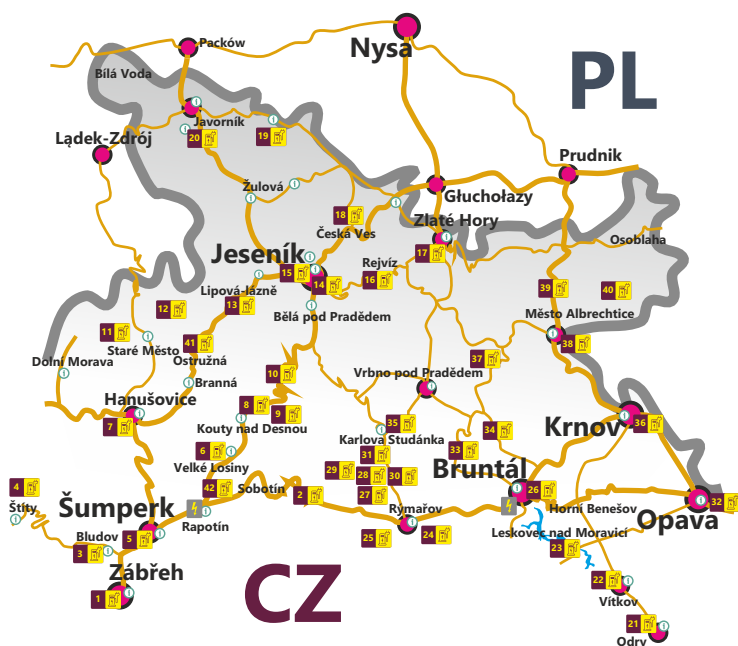 Packów
Nysa
Bílá Voda
PL
Javorník
20
19
Lądek-Zdrój
Prudnik
Żulová
Głuchołazy
18
Česká Ves
Zlaté Hory
17
Osoblaha
Jeseník
15
14
Rejvíz
16
Lipová-lázně
13
39
40
12
Bělá pod Pradědem
Město Albrechtice
11
Staré Město
41
38
Dolní Morava
Ostružná
37
Branná
10
Vrbno pod Pradědem
Hanušovice
7
8
9
Kouty nad Desnou
35
Karlova Studánka
34
Krnov
36
6
Velké Losiny
31
33
29
28
30
Bruntál
4
Štíty
42
Sobotín
2
27
26
Šumperk
Rapotín
Rýmařov
Horní Benešov
Opava
32
5
Bludov
3
25
24
Leskovec nad Moravicí
23
Zábřeh
1
CZ
22
Vítkov
21
Odry